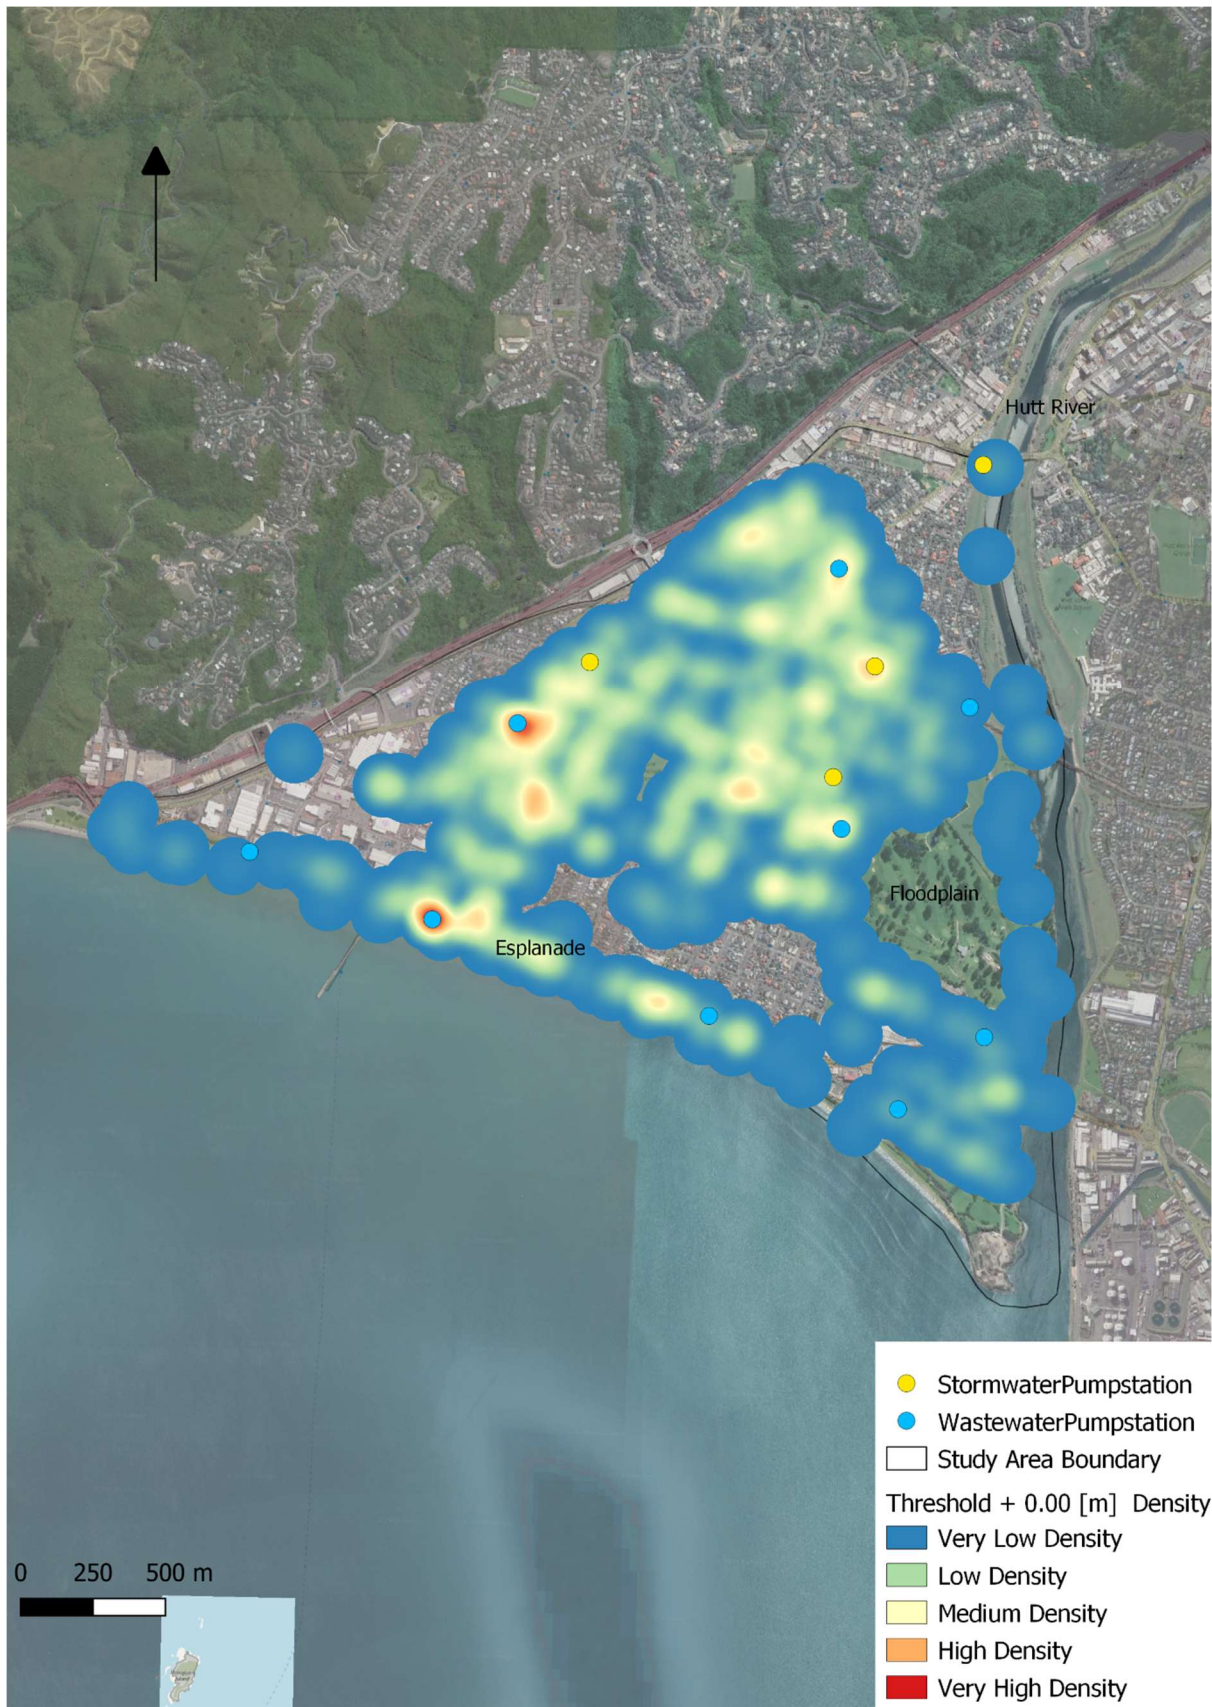 Hutt River
Floodplain
Esplanade
StormwaterPumpstation
WastewaterPumpstation
Study Area Boundary
Threshold + 0.00 [m] Density
Very Low Density
Low Density
Medium Density
High Density
Very High Density
0 250 500 m